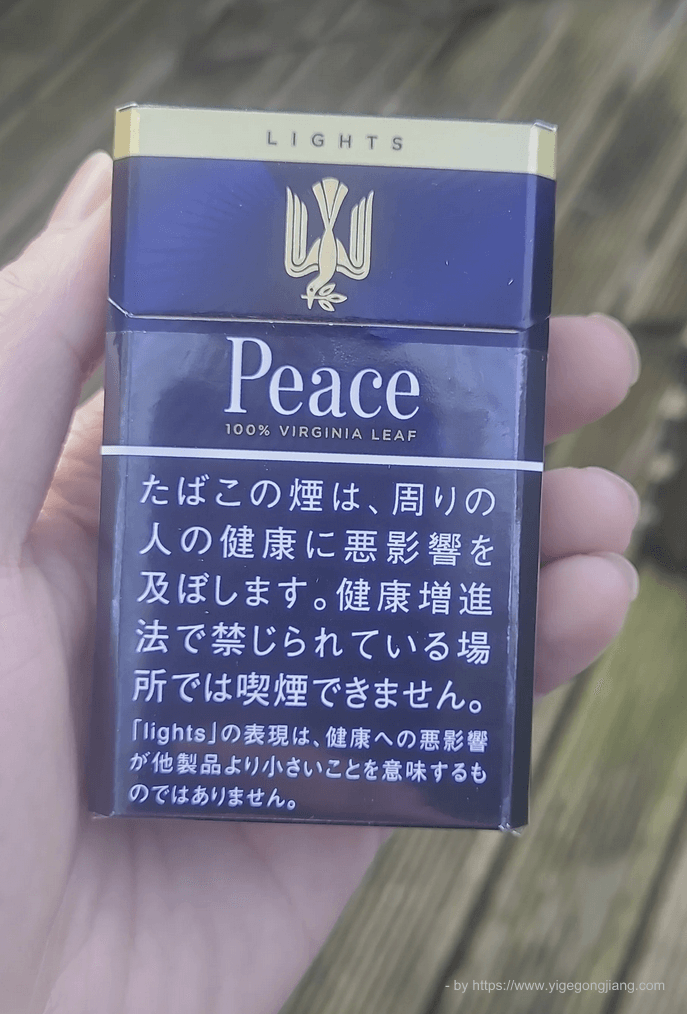 LIGHTS
Peace
100% VIRGINIA LEAF
たばこの煙は、周りの
人の健康に悪影響を
及ぼします。健康増進
法で禁じられている場
所では喫煙できません。
「lights」の表現は、健康への悪影響
が他製品より小さいことを意味するも
のではありません。
- by https://www.yigegongjiang.com